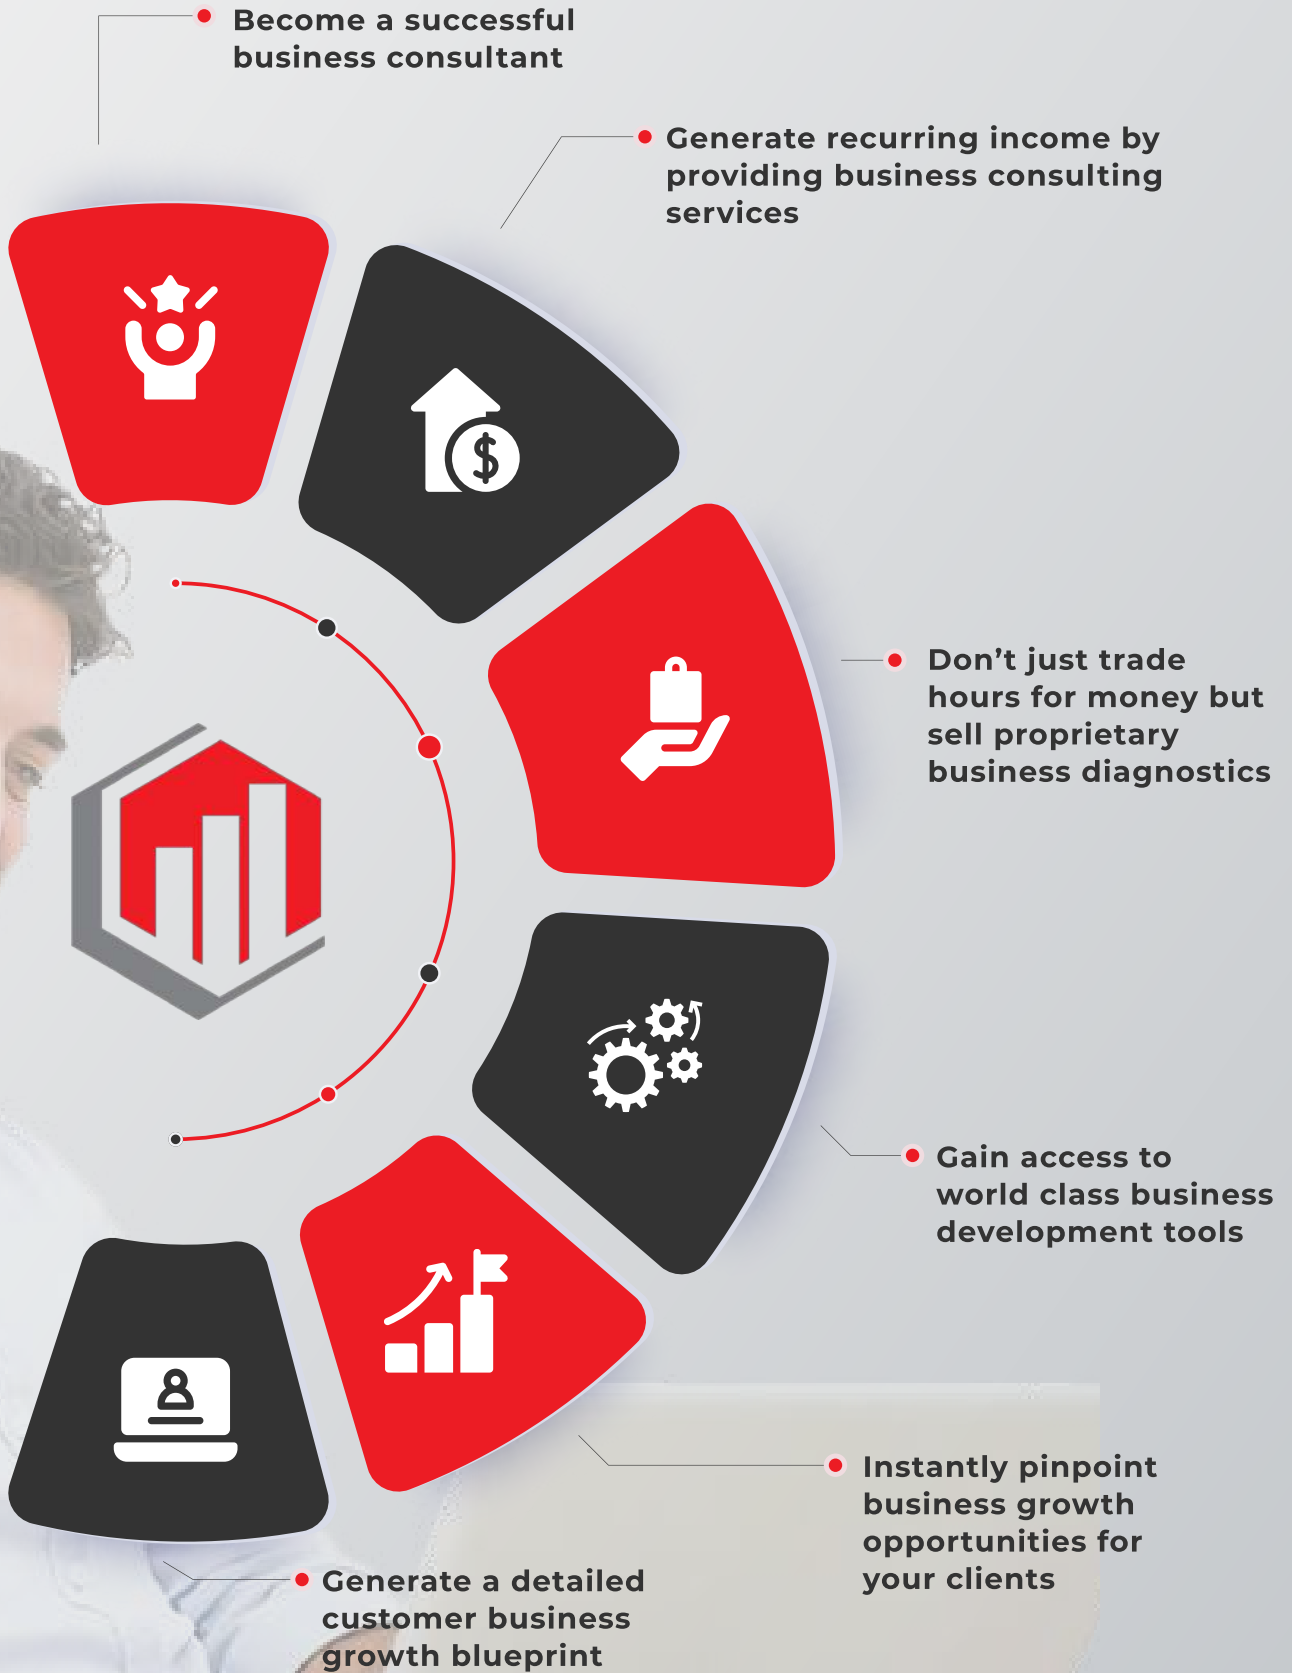 Become a successful
business consultant
Generate recurring income by
providing business consulting
services
$
Don’t just trade
hours for money but
sell proprietary
business diagnostics
Gain access to
world class business
development tools
Instantly pinpoint
business growth
opportunities for
your clients
Generate a detailed
customer business
growth blueprint